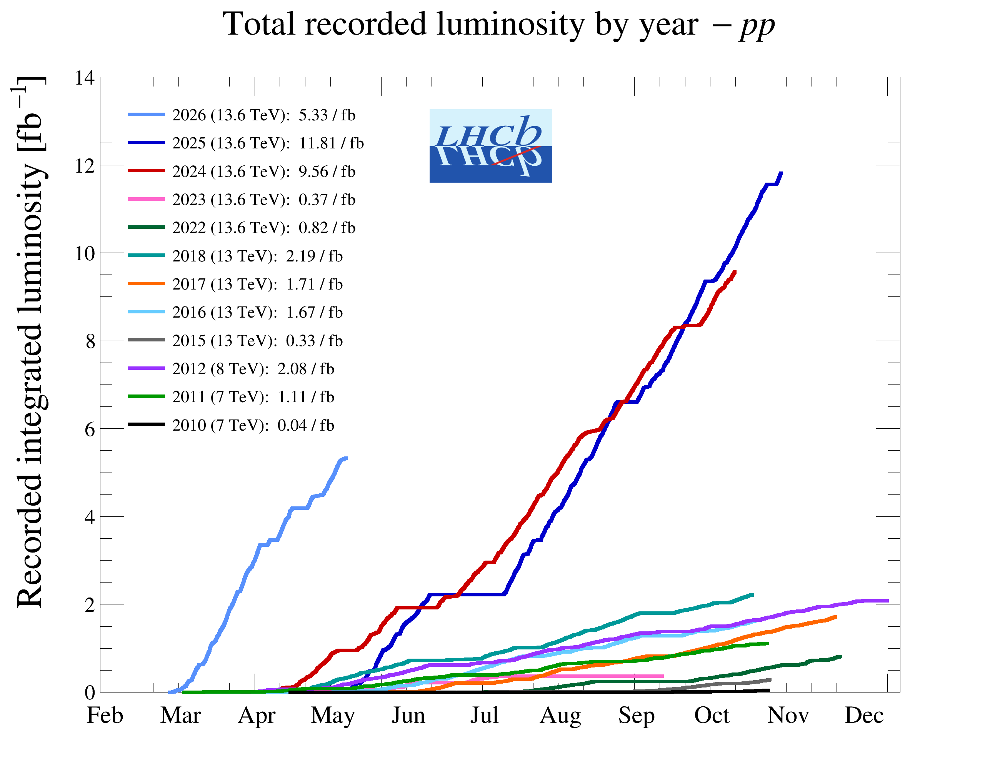 Total recorded luminosity by year – pp
Recorded integrated luminosity [fb⁻¹]
14
12
10
8
6
4
2
0
2026 (13.6 TeV): 5.33 / fb
2025 (13.6 TeV): 11.81 / fb
2024 (13.6 TeV): 9.56 / fb
2023 (13.6 TeV): 0.37 / fb
2022 (13.6 TeV): 0.82 / fb
2018 (13 TeV): 2.19 / fb
2017 (13 TeV): 1.71 / fb
2016 (13 TeV): 1.67 / fb
2015 (13 TeV): 0.33 / fb
2012 (8 TeV): 2.08 / fb
2011 (7 TeV): 1.11 / fb
2010 (7 TeV): 0.04 / fb
LHCb
Feb Mar Apr May Jun Jul Aug Sep Oct Nov Dec